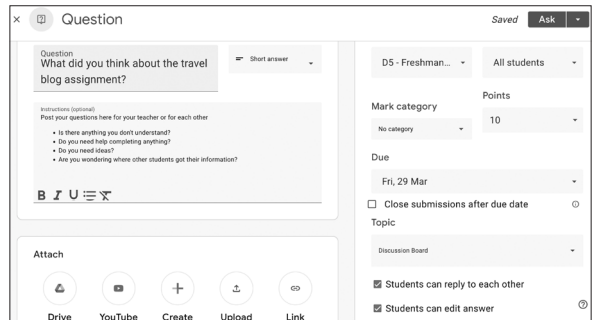 × Question Saved Ask
Question
What did you think about the travel
blog assignment?
Short answer
Instructions (optional)
Post your questions here for your teacher or for each other
• Is there anything you don't understand?
• Do you need help completing anything?
• Do you need ideas?
• Are you wondering where other students got their information?
B I U
Attach
Drive YouTube Create Upload Link
D5 - Freshman... All students
Mark category Points
No category 10
Due
Fri, 29 Mar
Close submissions after due date
Topic
Discussion Board
Students can reply to each other
Students can edit answer